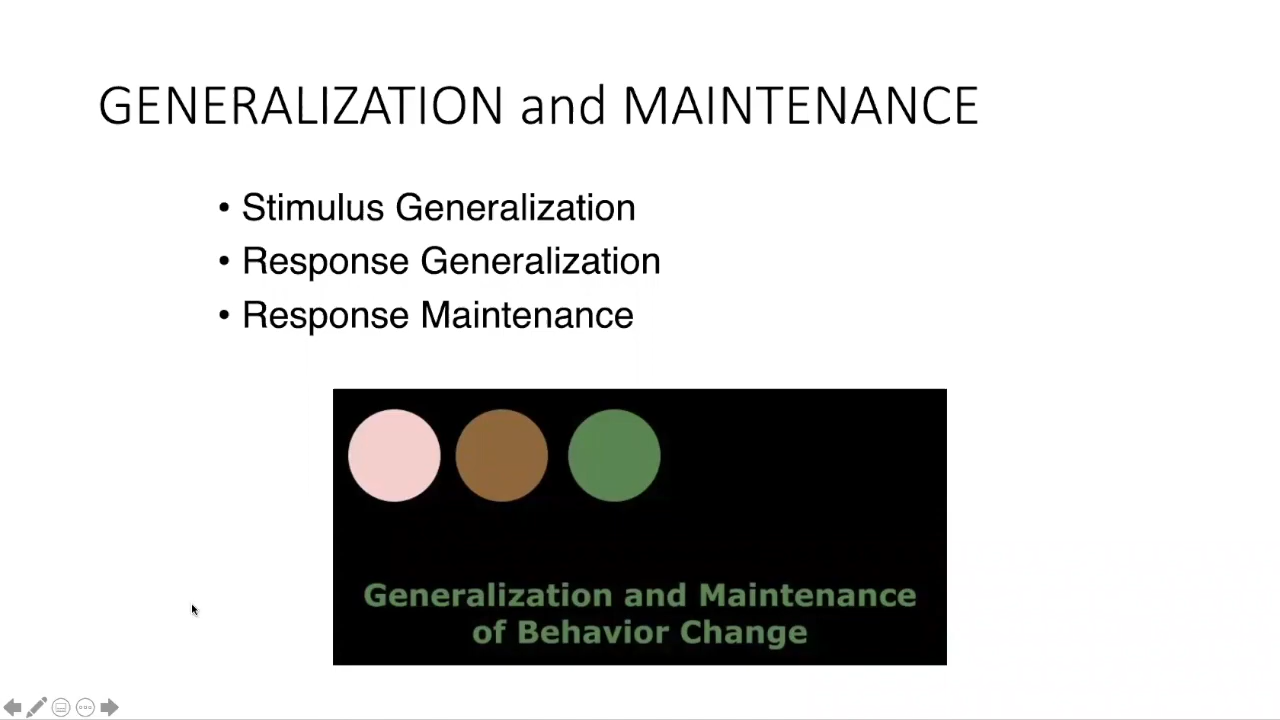 GENERALIZATION and MAINTENANCE
• Stimulus Generalization
• Response Generalization
• Response Maintenance
Generalization and Maintenance
of Behavior Change